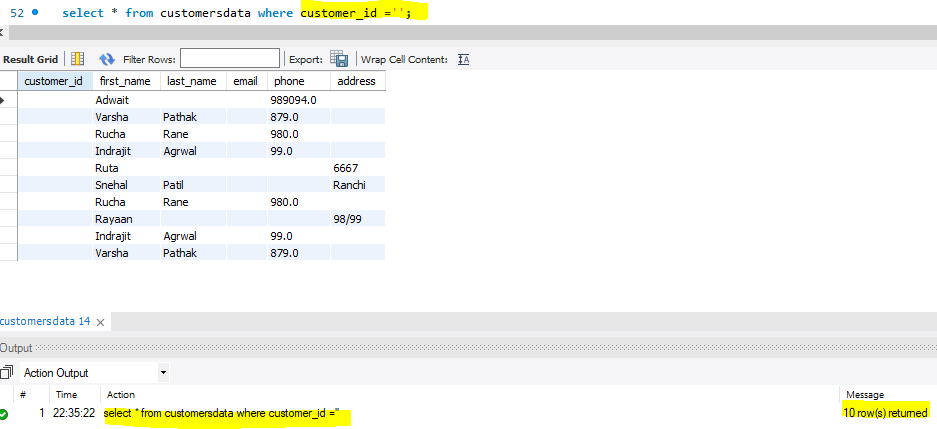 52 select * from customersdata where customer_id ='';
Result Grid Filter Rows: Export: Wrap Cell Content: IA
customer_id first_name last_name email phone address
Adwait 989094.0
Varsha Pathak 879.0
Rucha Rane 980.0
Indrajit Agrwal 99.0
Ruta 6667
Snehal Patil Ranchi
Rucha Rane 980.0
Rayaan 98/99
Indrajit Agrwal 99.0
Varsha Pathak 879.0
customersdata 14
Output
Action Output
# Time Action Message
1 22:35:22 select * from customersdata where customer_id ='' 10 row(s) returned